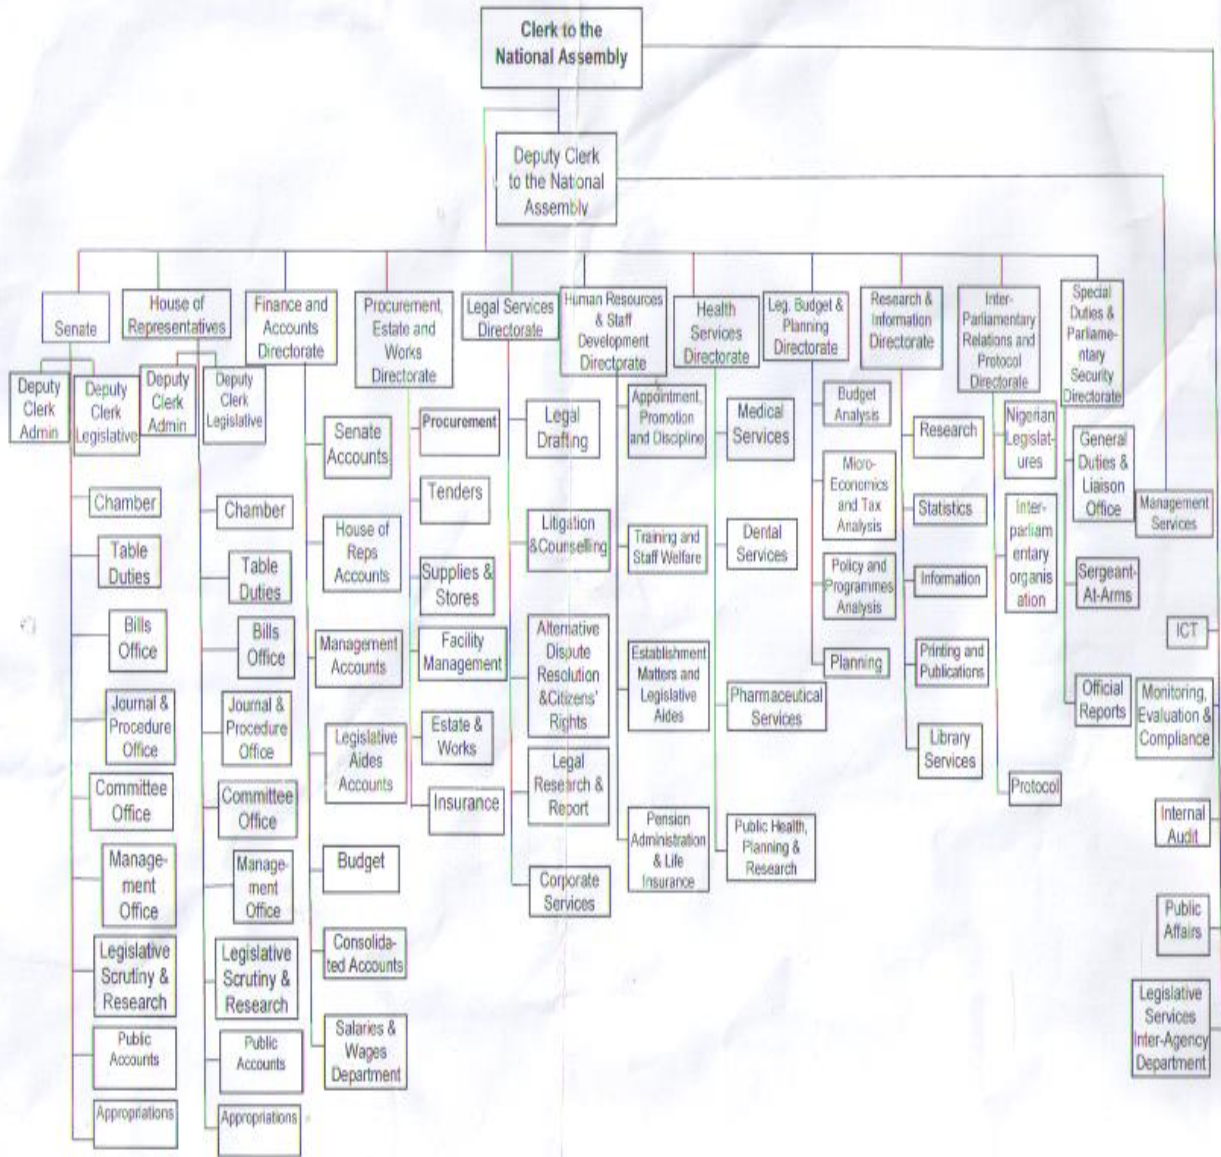 Clerk to the
National Assembly
Deputy Clerk
to the National
Assembly
Senate
Deputy
Clerk
Admin
Deputy
Clerk
Legislative
Chamber
Table
Duties
Bills
Office
Journal &
Procedure
Office
Committee
Office
Manage-
ment
Office
Legislative
Scrutiny &
Research
Public
Accounts
Appropriations
House of
Representatives
Deputy
Clerk
Admin
Deputy
Clerk
Legislative
Chamber
Table
Duties
Bills
Office
Journal &
Procedure
Office
Committee
Office
Manage-
ment
Office
Legislative
Scrutiny &
Research
Public
Accounts
Appropriations
Finance and
Accounts
Directorate
Senate
Accounts
House of
Reps
Accounts
Management
Accounts
Legislative
Aides
Accounts
Budget
Consolida-
ted Accounts
Salaries &
Wages
Department
Procurement,
Estate and
Works
Directorate
Procurement
Tenders
Supplies &
Stores
Facility
Management
Estate &
Works
Insurance
Legal Services
Directorate
Legal
Drafting
Litigation
&Counselling
Alternative
Dispute
Resolution
&Citizens'
Rights
Legal
Research &
Report
Corporate
Services
Human Resources
& Staff
Development
Directorate
Appointment,
Promotion
and Discipline
Training and
Staff Welfare
Establishment
Matters and
Legislative
Aides
Pension
Administration
& Life
Insurance
Health
Services
Directorate
Medical
Services
Dental
Services
Pharmaceutical
Services
Public Health,
Planning &
Research
Leg. Budget &
Planning
Directorate
Budget
Analysis
Micro-
Economics
and Tax
Analysis
Policy and
Programmes
Analysis
Planning
Research &
Information
Directorate
Research
Statistics
Information
Printing and
Publications
Library
Services
Inter-
Parliamentary
Relations and
Protocol
Directorate
Nigerian
Legislat-
ures
Inter-
parliam
entary
organis
ation
Protocol
Special
Duties &
Parliame-
ntary
Security
Directorate
General
Duties &
Liaison
Office
Sergeant-
At-Arms
Official
Reports
Management
Services
ICT
Monitoring,
Evaluation &
Compliance
Internal
Audit
Public
Affairs
Legislative
Services
Inter-Agency
Department